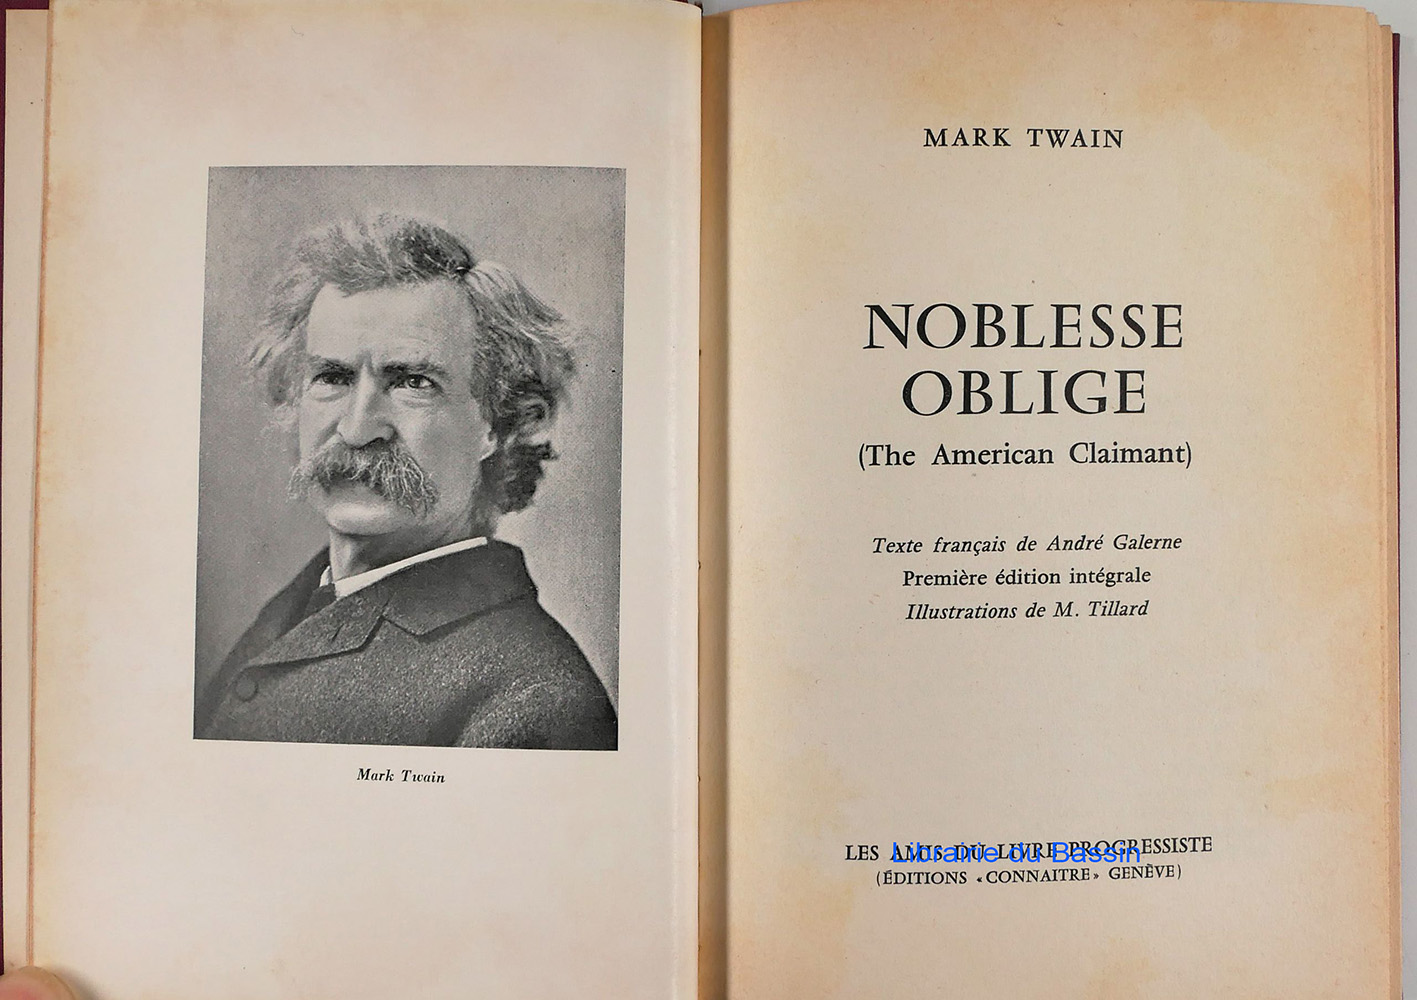 Mark Twain
MARK TWAIN
NOBLESSE
OBLIGE
(The American Claimant)
Texte français de André Galerne
Première édition intégrale
Illustrations de M. Tillard
LES AMIS DU LIVRE PROGRESSISTE
Librairie du Bassin
(ÉDITIONS «CONNAITRE» GENÈVE)